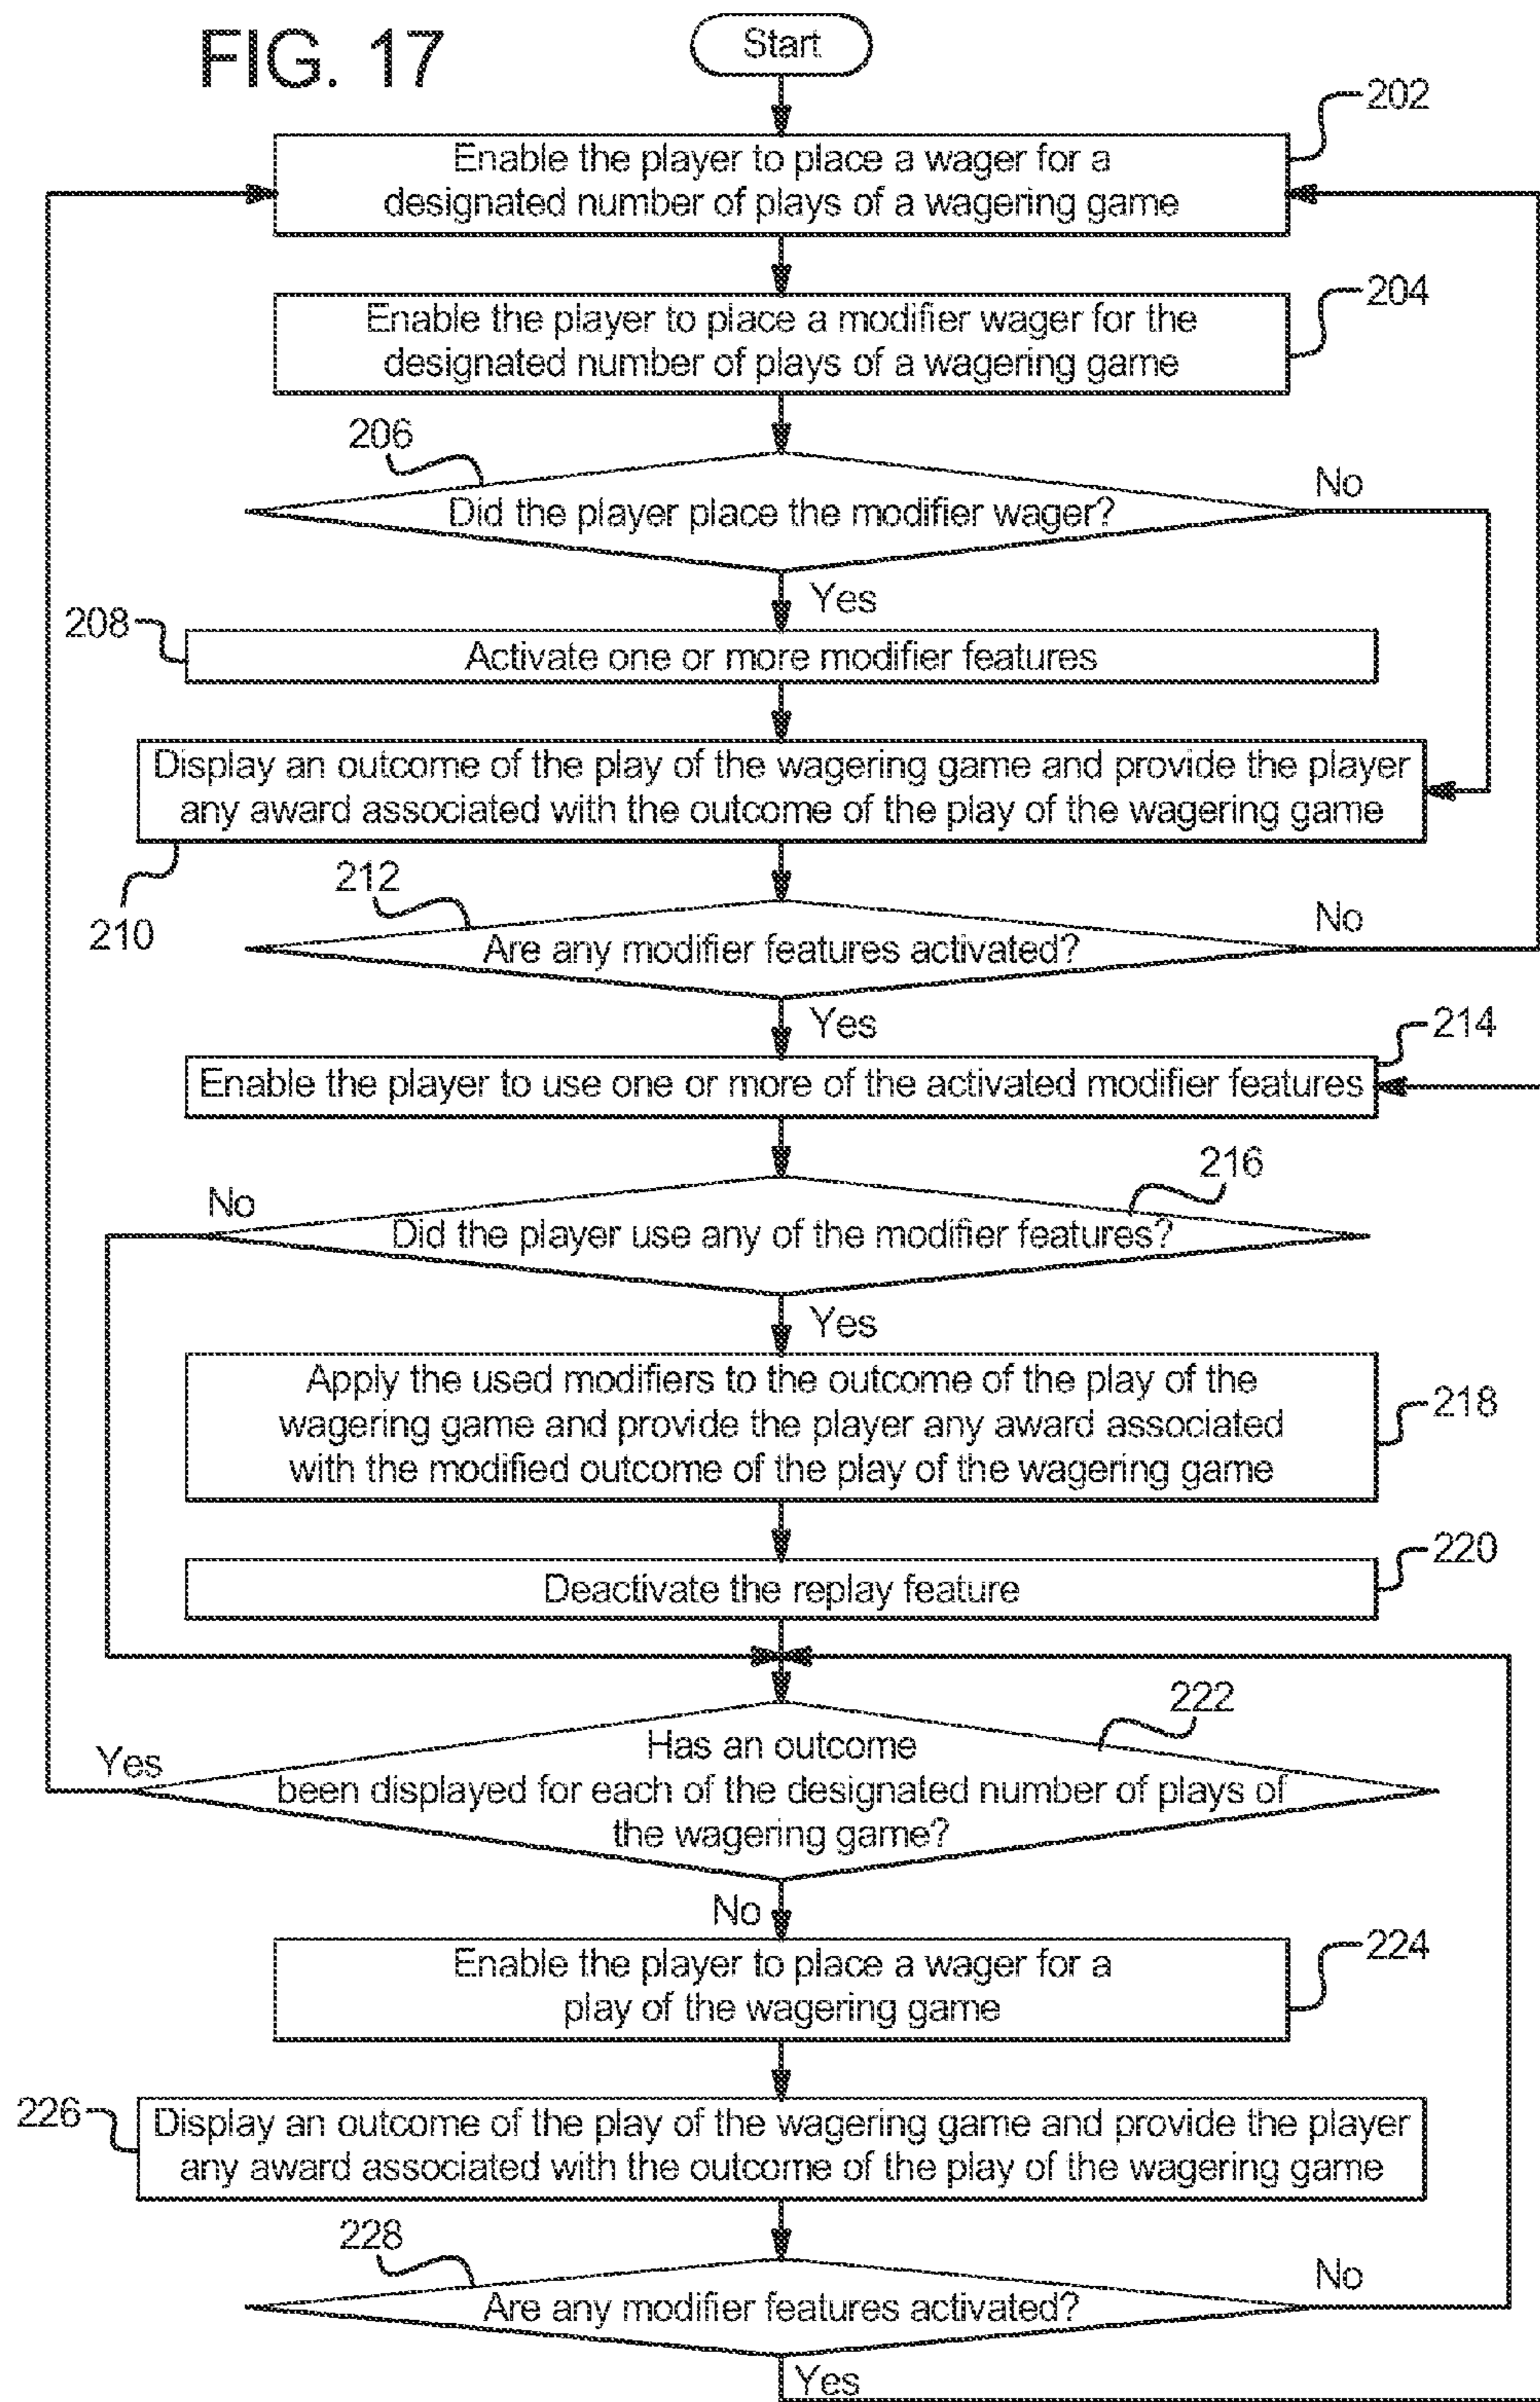 FIG. 17
Start
202
Enable the player to place a wager for a
designated number of plays of a wagering game
204
Enable the player to place a modifier wager for the
designated number of plays of a wagering game
206
Did the player place the modifier wager?
No
Yes
208
Activate one or more modifier features
Display an outcome of the play of the wagering game and provide the player
any award associated with the outcome of the play of the wagering game
210
212
Are any modifier features activated?
No
Yes
214
Enable the player to use one or more of the activated modifier features
216
No
Did the player use any of the modifier features?
Yes
Apply the used modifiers to the outcome of the play of the
wagering game and provide the player any award associated
with the modified outcome of the play of the wagering game
218
220
Deactivate the replay feature
222
Yes
Has an outcome
been displayed for each of the designated number of plays of
the wagering game?
No
224
Enable the player to place a wager for a
play of the wagering game
226
Display an outcome of the play of the wagering game and provide the player
any award associated with the outcome of the play of the wagering game
228
Are any modifier features activated?
No
Yes